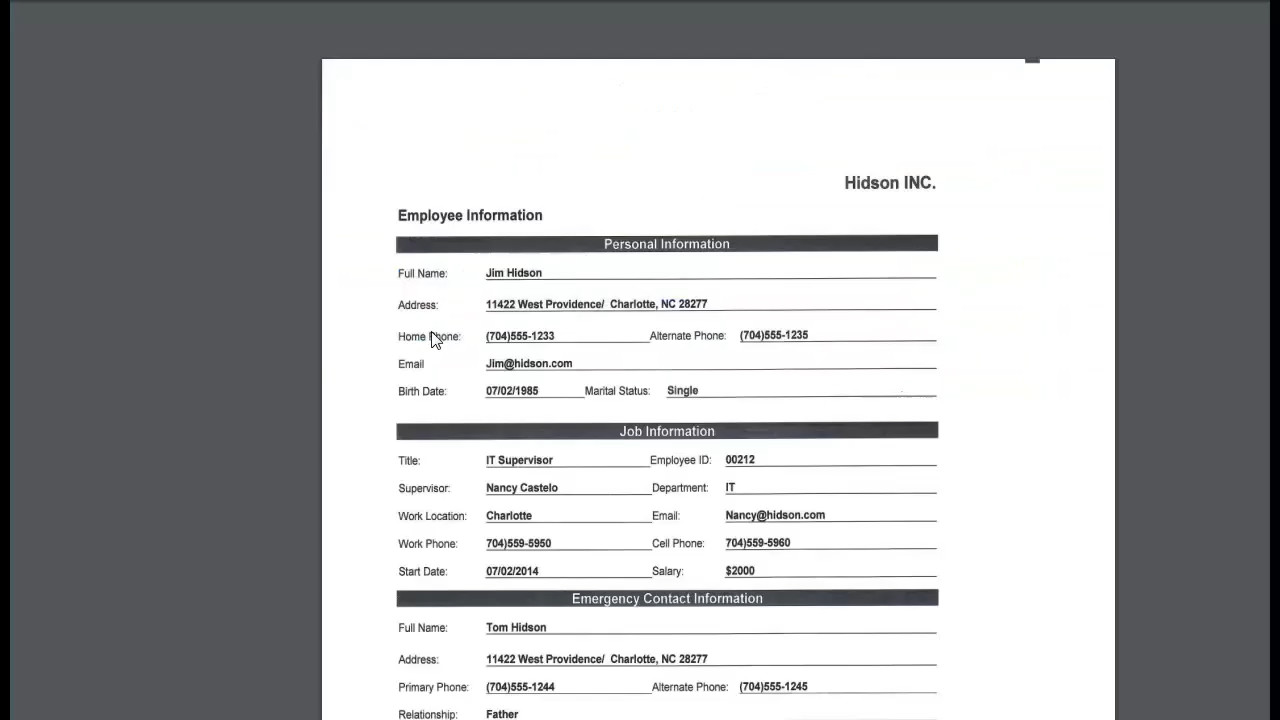 Hidson INC.
Employee Information
Personal Information
Full Name: Jim Hidson
Address: 11422 West Providence/ Charlotte, NC 28277
Home Phone: (704)555-1233 Alternate Phone: (704)555-1235
Email Jim@hidson.com
Birth Date: 07/02/1985 Marital Status: Single
Job Information
Title: IT Supervisor Employee ID: 00212
Supervisor: Nancy Castelo Department: IT
Work Location: Charlotte Email: Nancy@hidson.com
Work Phone: 704)559-5950 Cell Phone: 704)559-5960
Start Date: 07/02/2014 Salary: $2000
Emergency Contact Information
Full Name: Tom Hidson
Address: 11422 West Providence/ Charlotte, NC 28277
Primary Phone: (704)555-1244 Alternate Phone: (704)555-1245
Relationship: Father